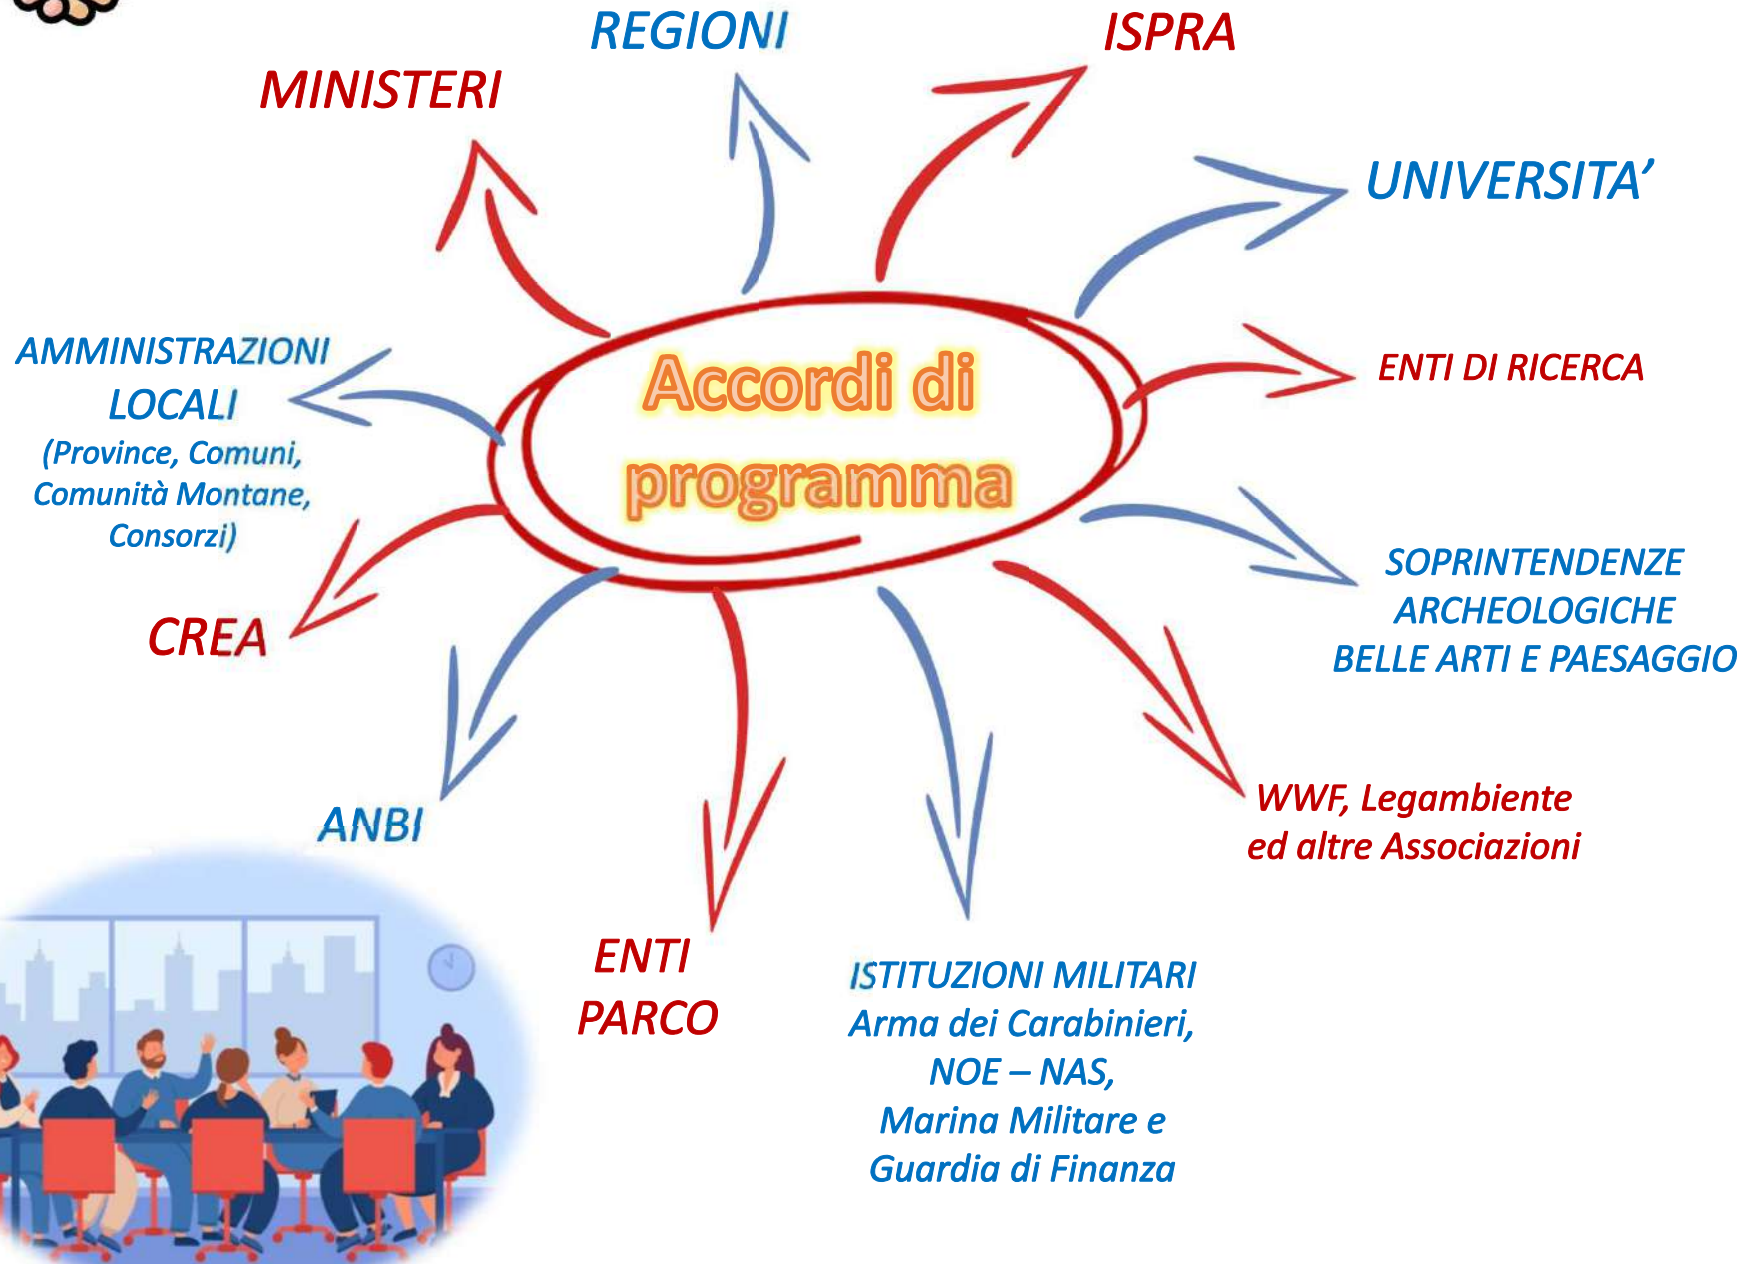 REGIONI
ISPRA
MINISTERI
UNIVERSITA’
AMMINISTRAZIONI
LOCALI
(Province, Comuni,
Comunità Montane,
Consorzi)
Accordi di
programma
ENTI DI RICERCA
SOPRINTENDENZE
ARCHEOLOGICHE
BELLE ARTI E PAESAGGIO
CREA
ANBI
WWF, Legambiente
ed altre Associazioni
ENTI
PARCO
ISTITUZIONI MILITARI
Arma dei Carabinieri,
NOE – NAS,
Marina Militare e
Guardia di Finanza